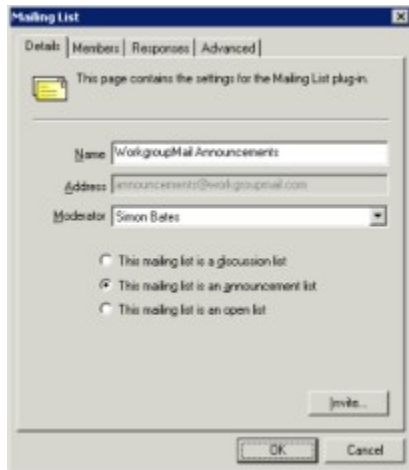 Mailing List
Details Members Responses Advanced
This page contains the settings for the Mailing List plug-in.
Name WorkgroupMail Announcements
Address announcements@workgroupmail.com
Moderator Simon Bates
This mailing list is a discussion list
This mailing list is an announcement list
This mailing list is an open list
Invite...
OK Cancel